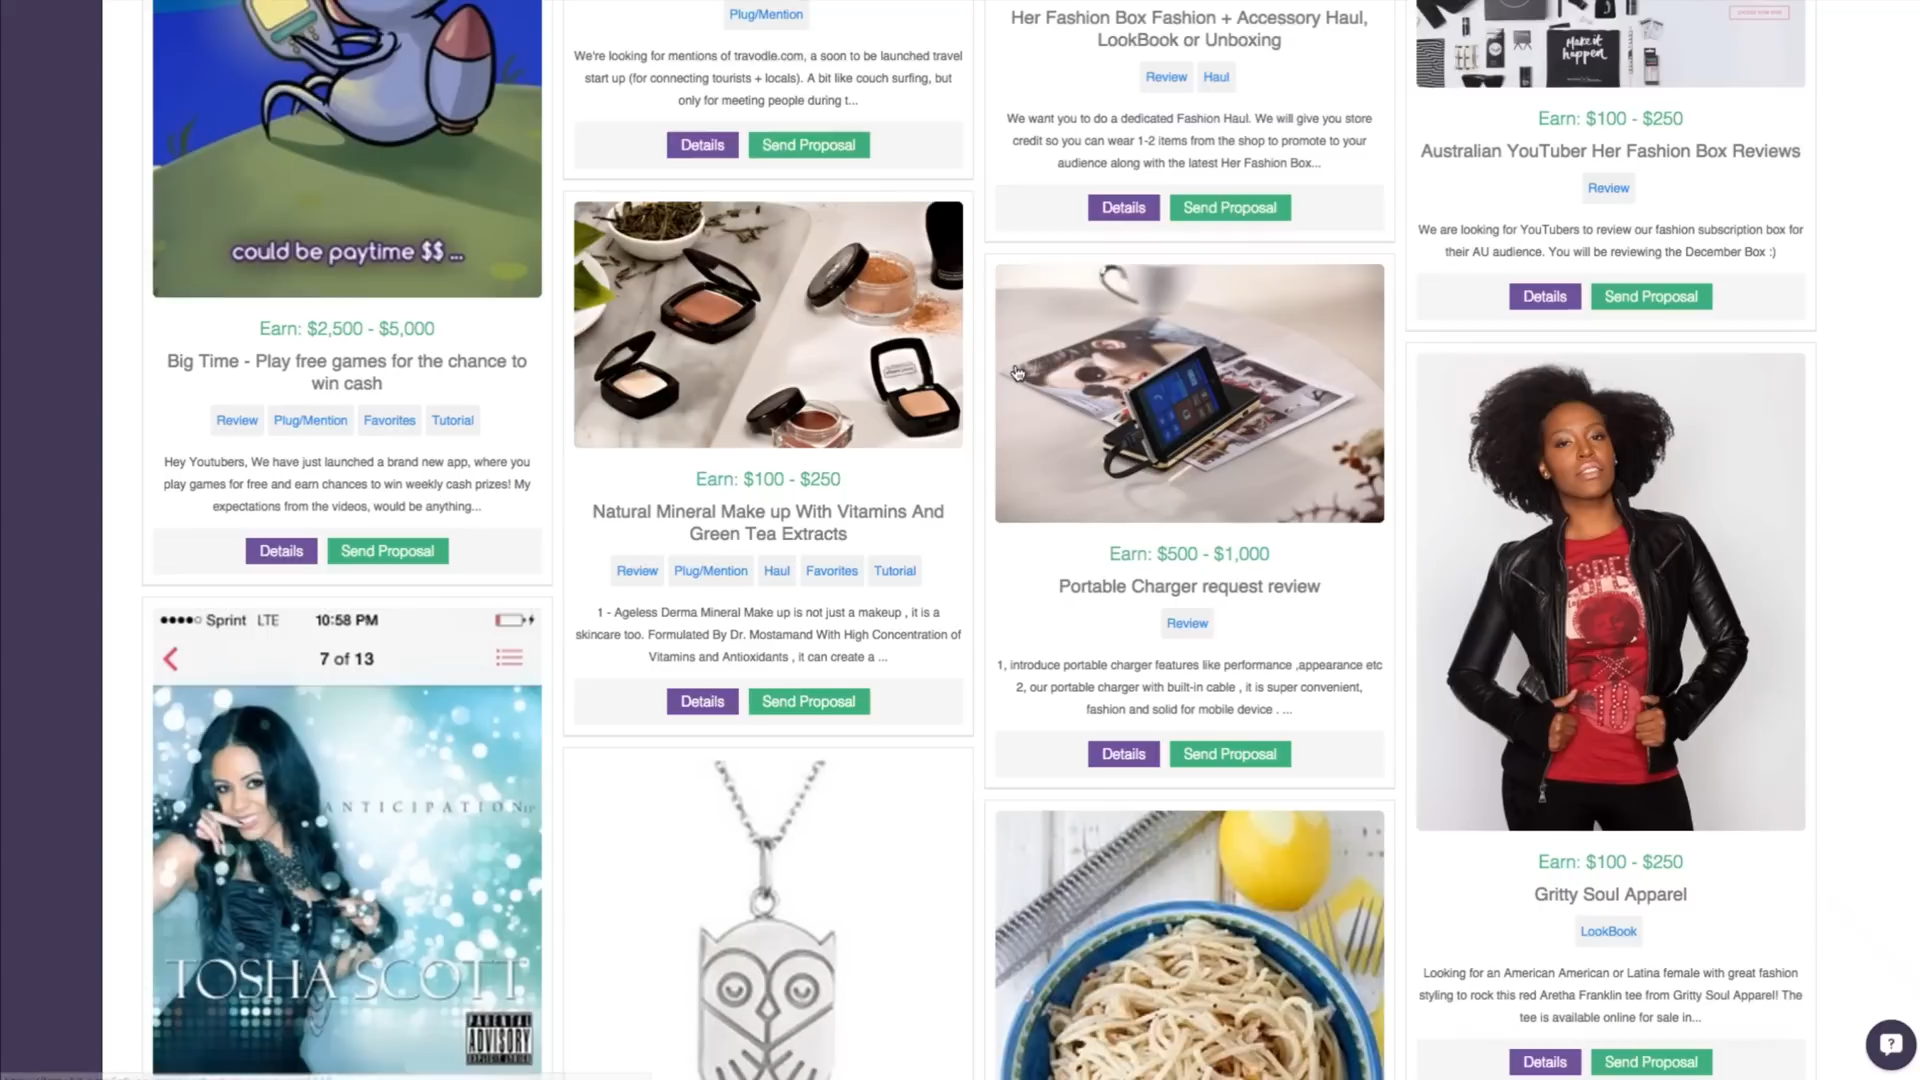 could be paytime $$ ...
Earn: $2,500 - $5,000
Big Time - Play free games for the chance to
win cash
Review Plug/Mention Favorites Tutorial
Hey Youtubers, We have just launched a brand new app, where you
play games for free and earn chances to win weekly cash prizes! My
expectations from the videos, would be anything...
Details Send Proposal
Sprint LTE 10:58 PM
7 of 13
ANTICIPATION EP
TOSHA SCOTT
PARENTAL
ADVISORY
EXPLICIT LYRICS
Plug/Mention
We're looking for mentions of travodle.com, a soon to be launched travel
start up (for connecting tourists + locals). A bit like couch surfing, but
only for meeting people during t...
Details Send Proposal
Earn: $100 - $250
Natural Mineral Make up With Vitamins And
Green Tea Extracts
Review Plug/Mention Haul Favorites Tutorial
1 - Ageless Derma Mineral Make up is not just a makeup , it is a
skincare too. Formulated By Dr. Mostamand With High Concentration of
Vitamins and Antioxidants , it can create a ...
Details Send Proposal
Her Fashion Box Fashion + Accessory Haul,
LookBook or Unboxing
Review Haul
We want you to do a dedicated Fashion Haul. We will give you store
credit so you can wear 1-2 items from the shop to promote to your
audience along with the latest Her Fashion Box...
Details Send Proposal
Earn: $500 - $1,000
Portable Charger request review
Review
1, introduce portable charger features like performance ,appearance etc
2, our portable charger with built-in cable , it is super convenient,
fashion and solid for mobile device . ...
Details Send Proposal
Make it
happen
Earn: $100 - $250
Australian YouTuber Her Fashion Box Reviews
Review
We are looking for YouTubers to review our fashion subscription box for
their AU audience. You will be reviewing the December Box :)
Details Send Proposal
Earn: $100 - $250
Gritty Soul Apparel
LookBook
Looking for an American American or Latina female with great fashion
styling to rock this red Aretha Franklin tee from Gritty Soul Apparel! The
tee is available online for sale in...
Details Send Proposal